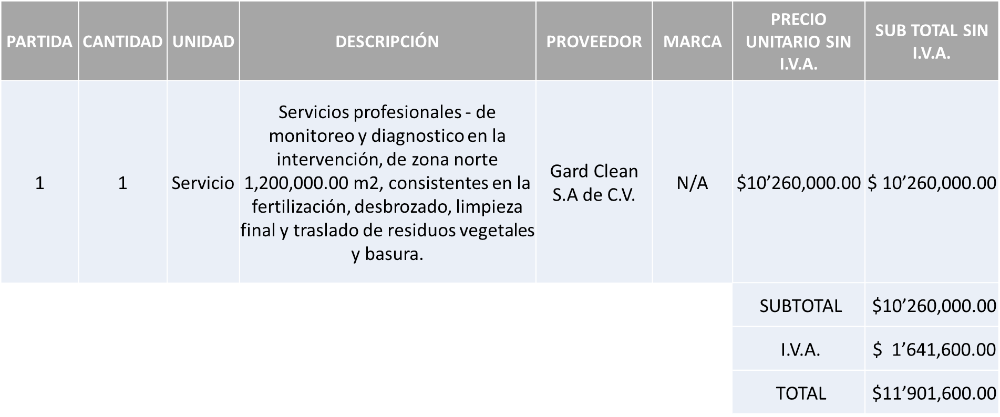 PARTIDA CANTIDAD UNIDAD DESCRIPCIÓN PROVEEDOR MARCA PRECIO UNITARIO SIN I.V.A. SUB TOTAL SIN I.V.A.
1 1 Servicio
Servicios profesionales - de
monitoreo y diagnostico en la
intervención, de zona norte
1,200,000.00 m2, consistentes en la
fertilización, desbrozado, limpieza
final y traslado de residuos vegetales
y basura.
Gard Clean
S.A de C.V.
N/A
$10’260,000.00 $ 10’260,000.00
SUBTOTAL $10’260,000.00
I.V.A. $ 1’641,600.00
TOTAL $11’901,600.00